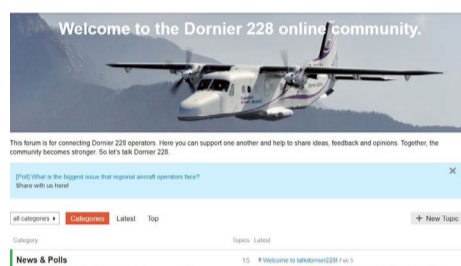 Welcome to the Dornier 228 online community.
This forum is for connecting Dornier 228 operators. Here you can support one another and help to share ideas, feedback and opinions. Together, the
community becomes stronger. So let's talk Dornier 228.
[Poll] What is the biggest issue that regional aircraft operators face?
Share with us here!
all categories Categories Latest Top + New Topic
Category Topics Latest
News & Polls 15 Welcome to talkdornier228! Feb 5